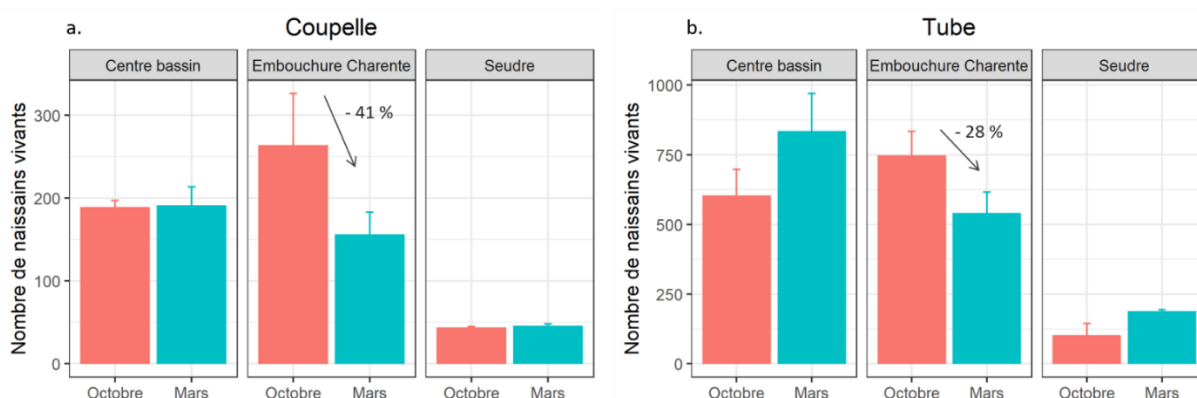 a.
Coupelle
Centre bassin
Embouchure Charente
Seudre
Nombre de naissains vivants
300
200
100
0
- 41 %
Octobre Mars
Octobre Mars
Octobre Mars
b.
Tube
Centre bassin
Embouchure Charente
Seudre
Nombre de naissains vivants
1000
750
500
250
0
- 28 %
Octobre Mars
Octobre Mars
Octobre Mars